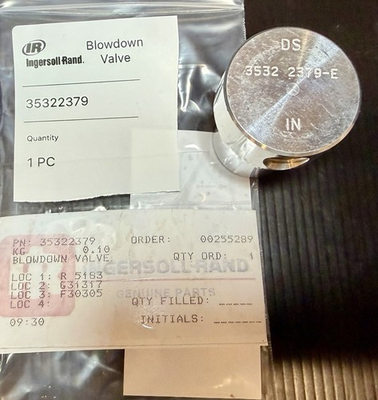 IR
Ingersoll-Rand.
Blowdown
Valve
35322379
Quantity
1 PC
DS
3532 2379-E
IN
PN: 35322379 ORDER: 00255289
KG 0.10
BLOWDOWN VALVE QTY ORD: 1
INGERSOLL-RAND
GENUINE PARTS
LOC 1: R 5183
LOC 2: G31317
LOC 3: F30305 QTY FILLED: ____
LOC 4: INITIALS: ____
09:30